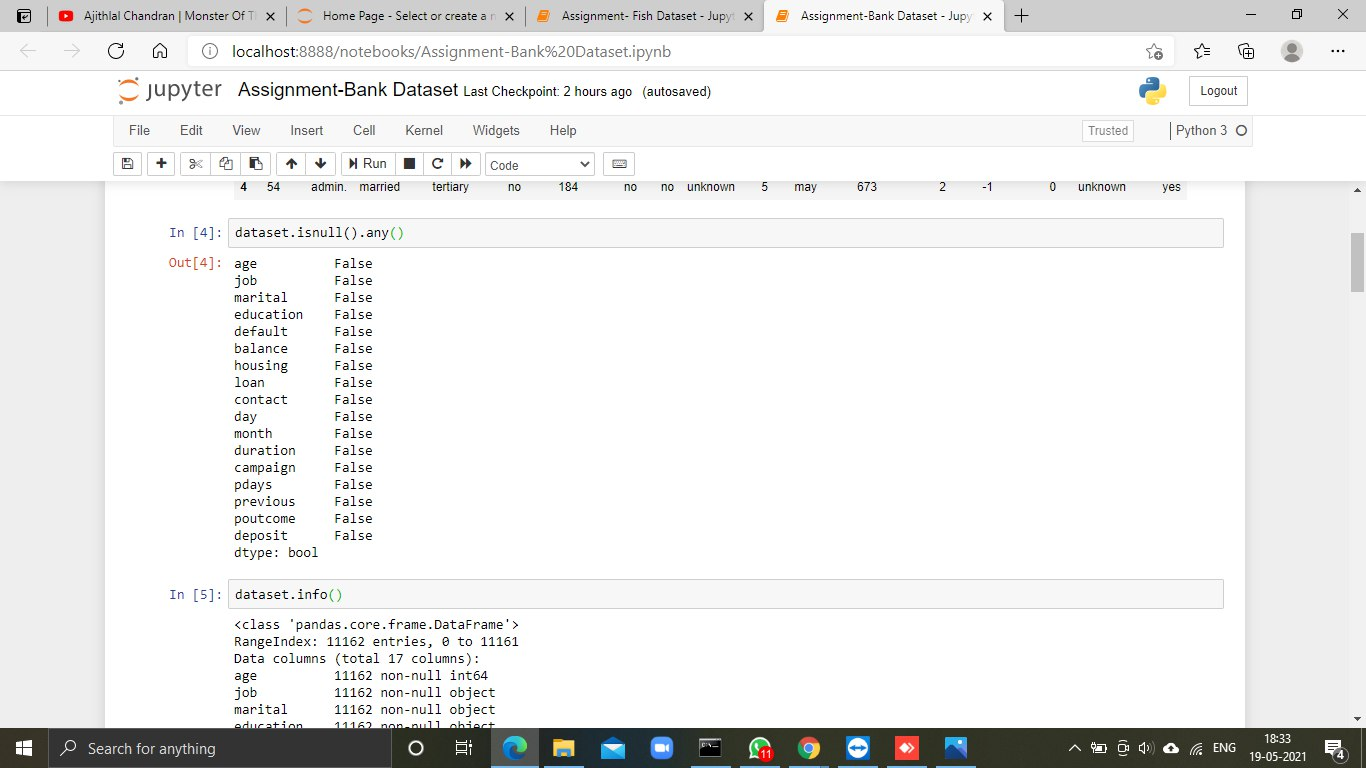 Ajithlal Chandran | Monster Of Th
Home Page - Select or create a n
Assignment- Fish Dataset - Jupyt
Assignment-Bank Dataset - Jupy
localhost:8888/notebooks/Assignment-Bank%20Dataset.ipynb
jupyter Assignment-Bank Dataset Last Checkpoint: 2 hours ago (autosaved)
Logout
File Edit View Insert Cell Kernel Widgets Help
Trusted
Python 3
Run
Code
4 54 admin. married tertiary no 184 no no unknown 5 may 673 2 -1 0 unknown yes
In [4]: dataset.isnull().any()
Out[4]: age False
job False
marital False
education False
default False
balance False
housing False
loan False
contact False
day False
month False
duration False
campaign False
pdays False
previous False
poutcome False
deposit False
dtype: bool
In [5]: dataset.info()
<class 'pandas.core.frame.DataFrame'>
RangeIndex: 11162 entries, 0 to 11161
Data columns (total 17 columns):
age 11162 non-null int64
job 11162 non-null object
marital 11162 non-null object
education 11162 non-null object
Search for anything
11
ENG
18:33
19-05-2021
4